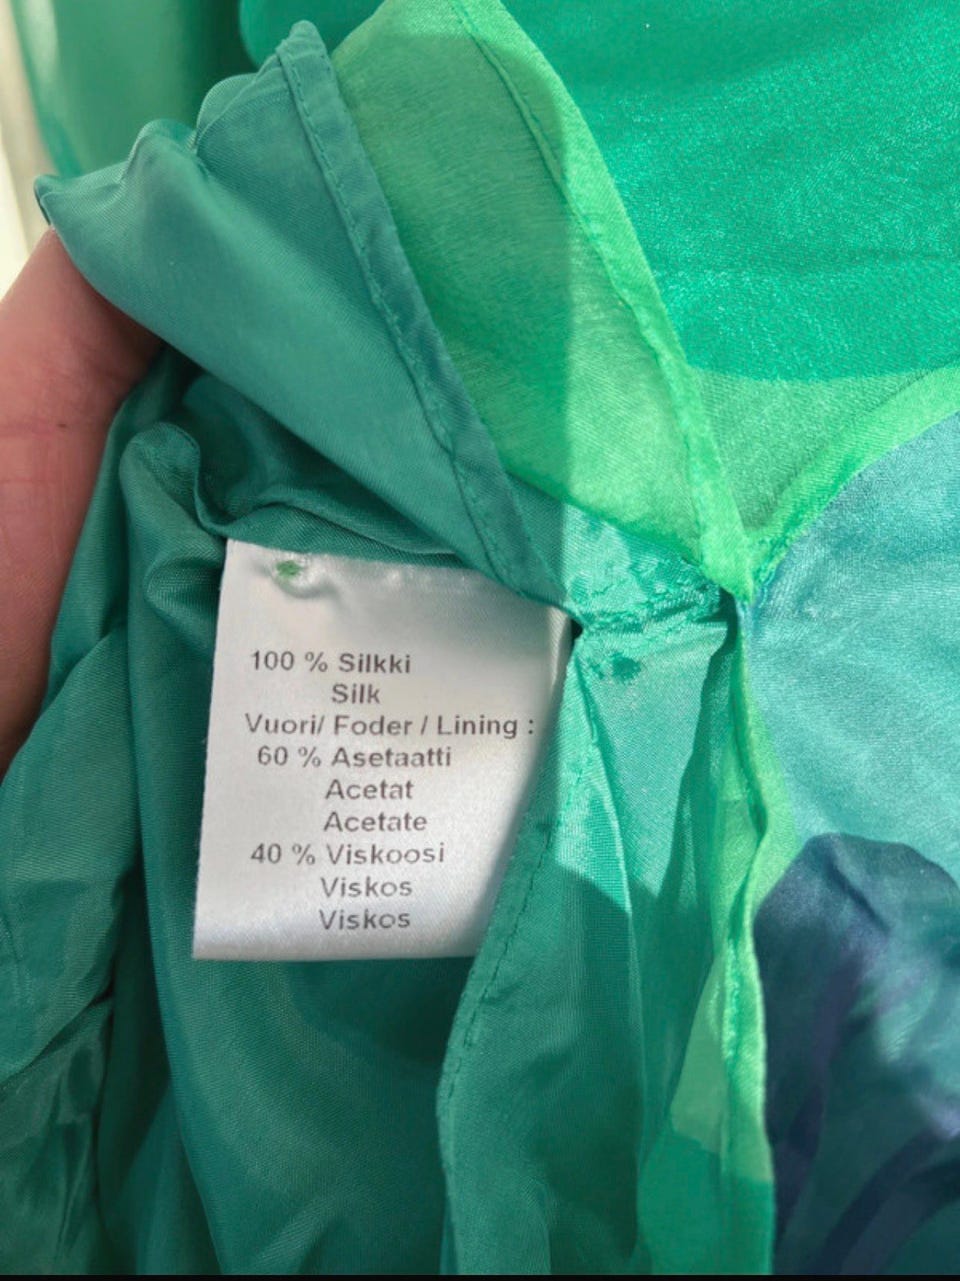 100 % Silkki
Silk
Vuori/ Foder / Lining :
60 % Asetaatti
Acetat
Acetate
40 % Viskoosi
Viskos
Viskos